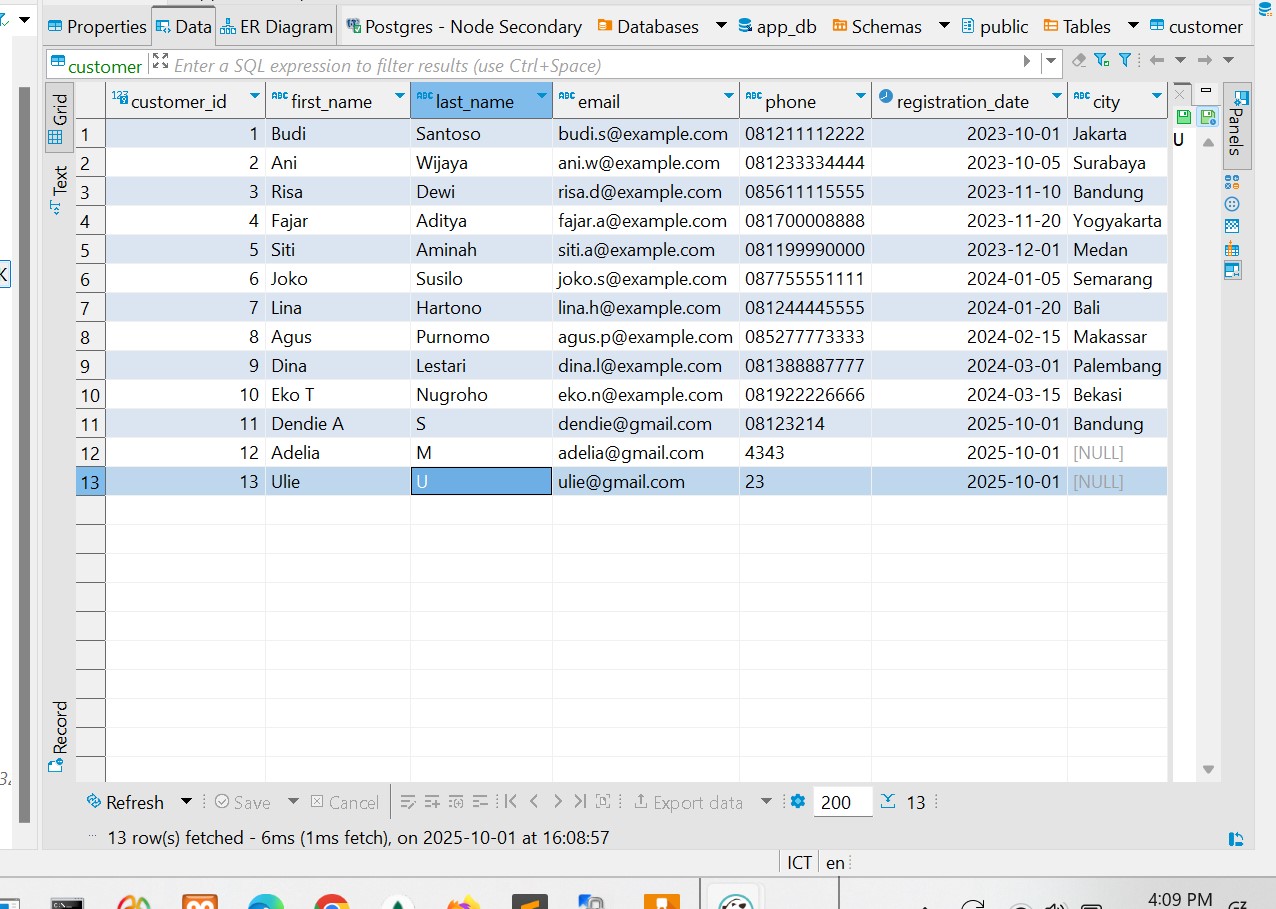 Properties Data ER Diagram Postgres - Node Secondary Databases app_db Schemas public Tables customer
customer Enter a SQL expression to filter results (use Ctrl+Space)
Grid
Text
Record
Panels
123 customer_id ABC first_name ABC last_name ABC email ABC phone registration_date ABC city
1 1 Budi Santoso budi.s@example.com 081211112222 2023-10-01 Jakarta
2 2 Ani Wijaya ani.w@example.com 081233334444 2023-10-05 Surabaya
3 3 Risa Dewi risa.d@example.com 085611115555 2023-11-10 Bandung
4 4 Fajar Aditya fajar.a@example.com 081700008888 2023-11-20 Yogyakarta
5 5 Siti Aminah siti.a@example.com 081199990000 2023-12-01 Medan
6 6 Joko Susilo joko.s@example.com 087755551111 2024-01-05 Semarang
7 7 Lina Hartono lina.h@example.com 081244445555 2024-01-20 Bali
8 8 Agus Purnomo agus.p@example.com 085277773333 2024-02-15 Makassar
9 9 Dina Lestari dina.l@example.com 081388887777 2024-03-01 Palembang
10 10 Eko T Nugroho eko.n@example.com 081922226666 2024-03-15 Bekasi
11 11 Dendie A S dendie@gmail.com 08123214 2025-10-01 Bandung
12 12 Adelia M adelia@gmail.com 4343 2025-10-01 [NULL]
13 13 Ulie U ulie@gmail.com 23 2025-10-01 [NULL]
U
Refresh Save Cancel Export data 200 13
13 row(s) fetched - 6ms (1ms fetch), on 2025-10-01 at 16:08:57
ICT en
4:09 PM